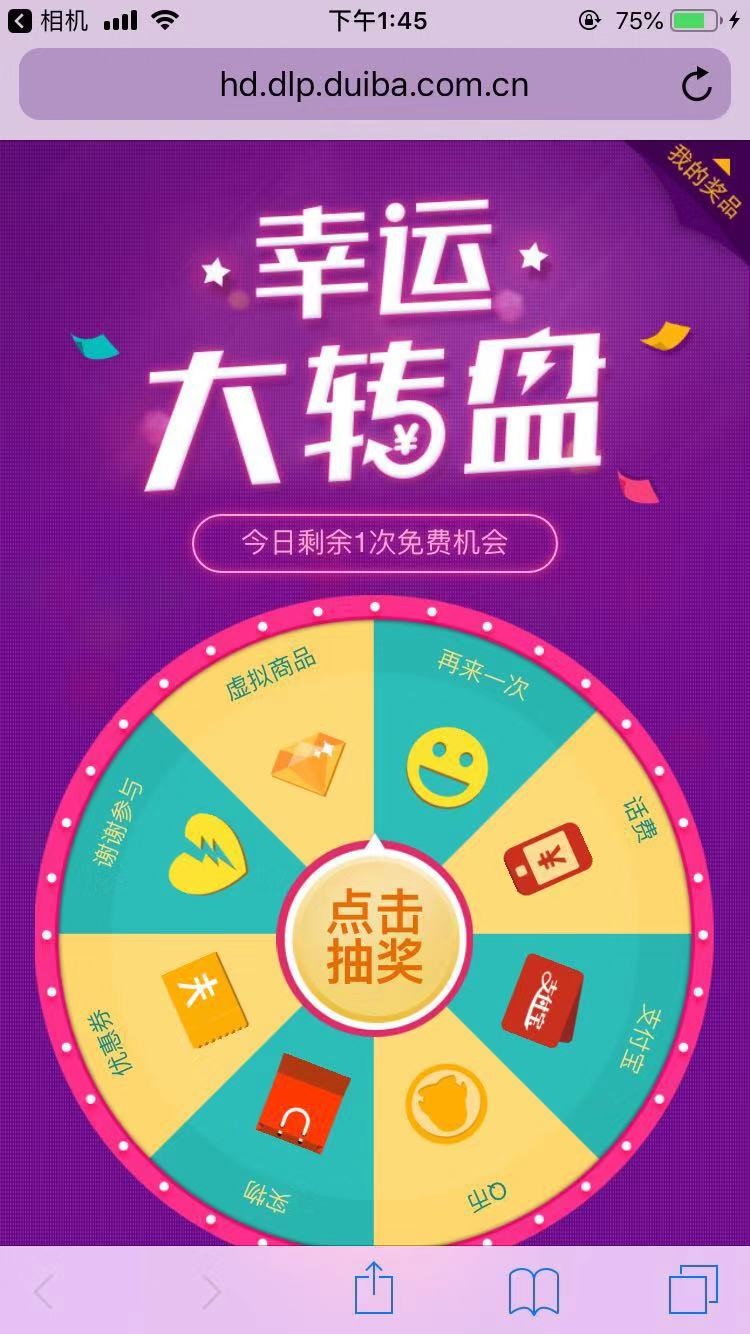 相机
下午1:45
75%
hd.dlp.duiba.com.cn
我的奖品
幸运
大转盘
¥
今日剩余1次免费机会
虚拟商品
再来一次
谢谢参与
话费
点击
抽奖
优惠券
支付宝
支付宝
实物
Q币